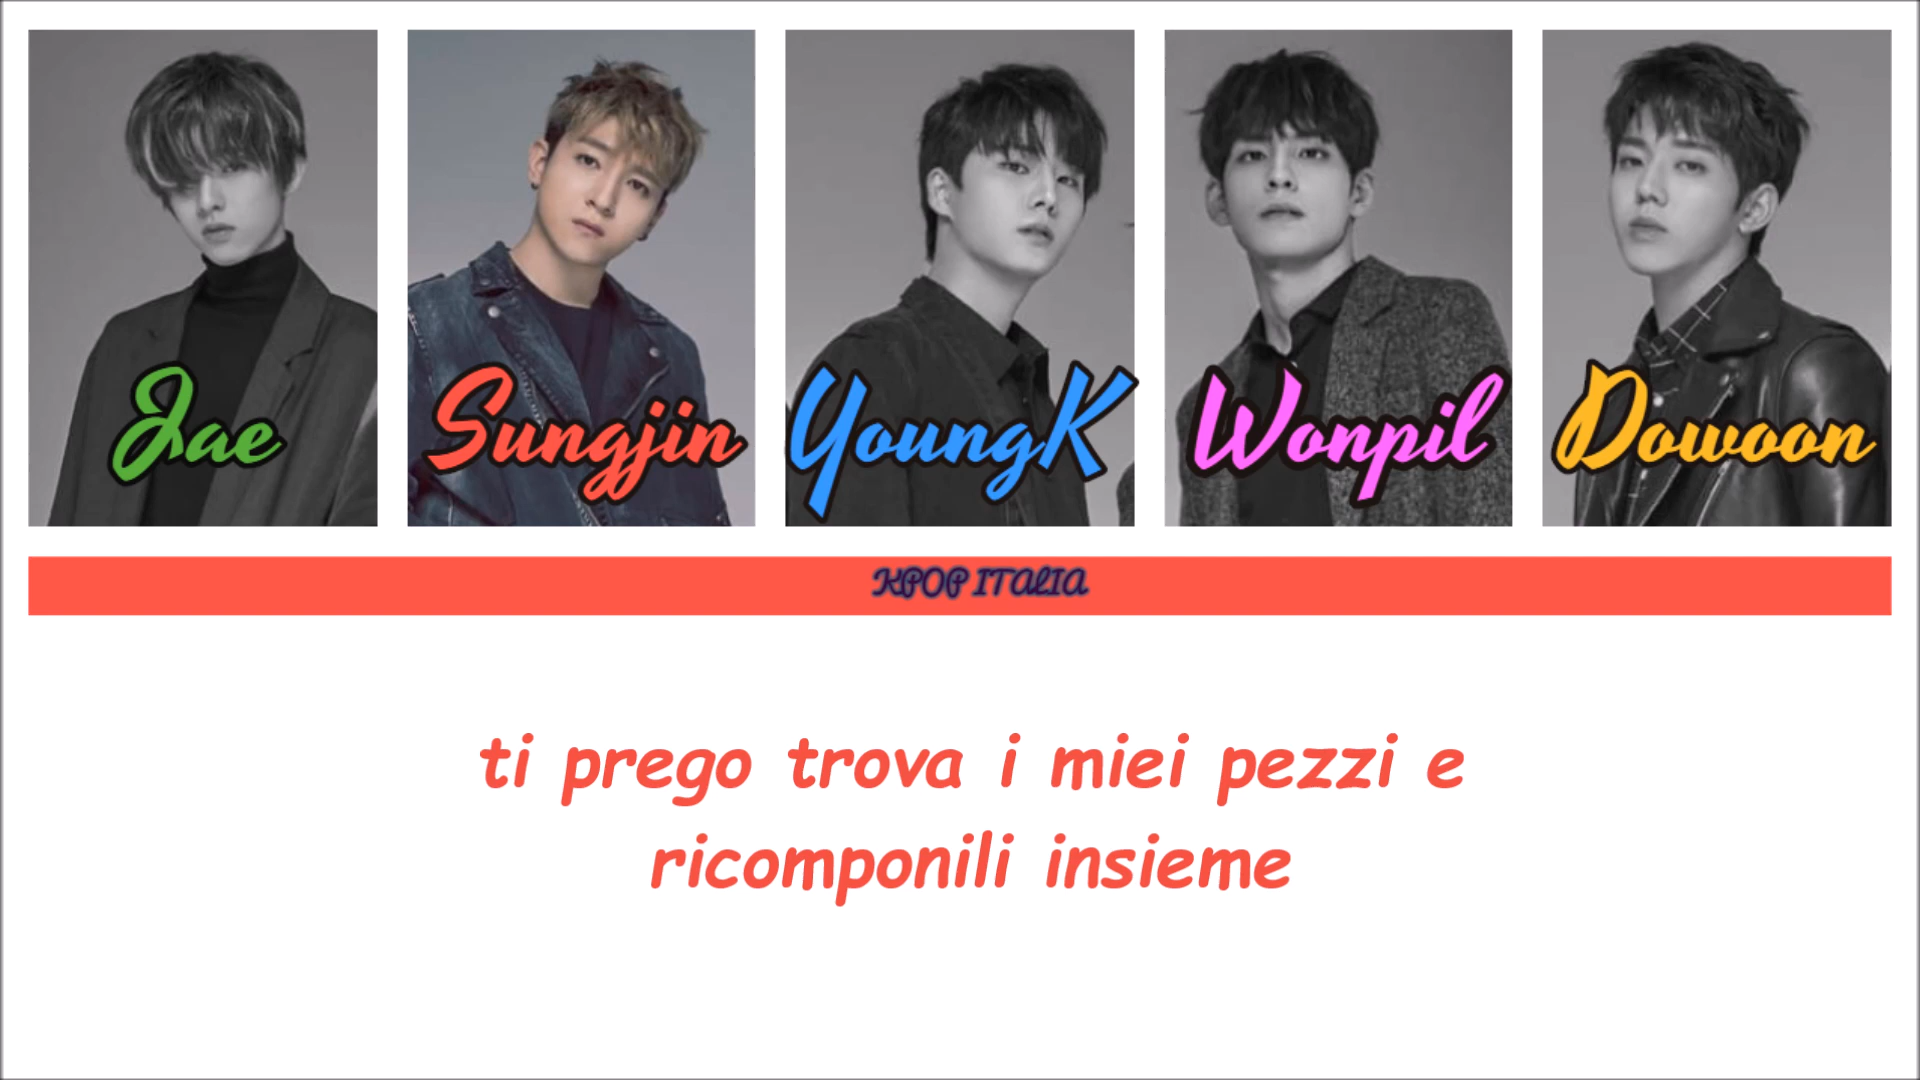 Jae
Sungjin
YoungK
Wonpil
Dowoon
KPOP ITALIA
ti prego trova i miei pezzi e
ricomponili insieme